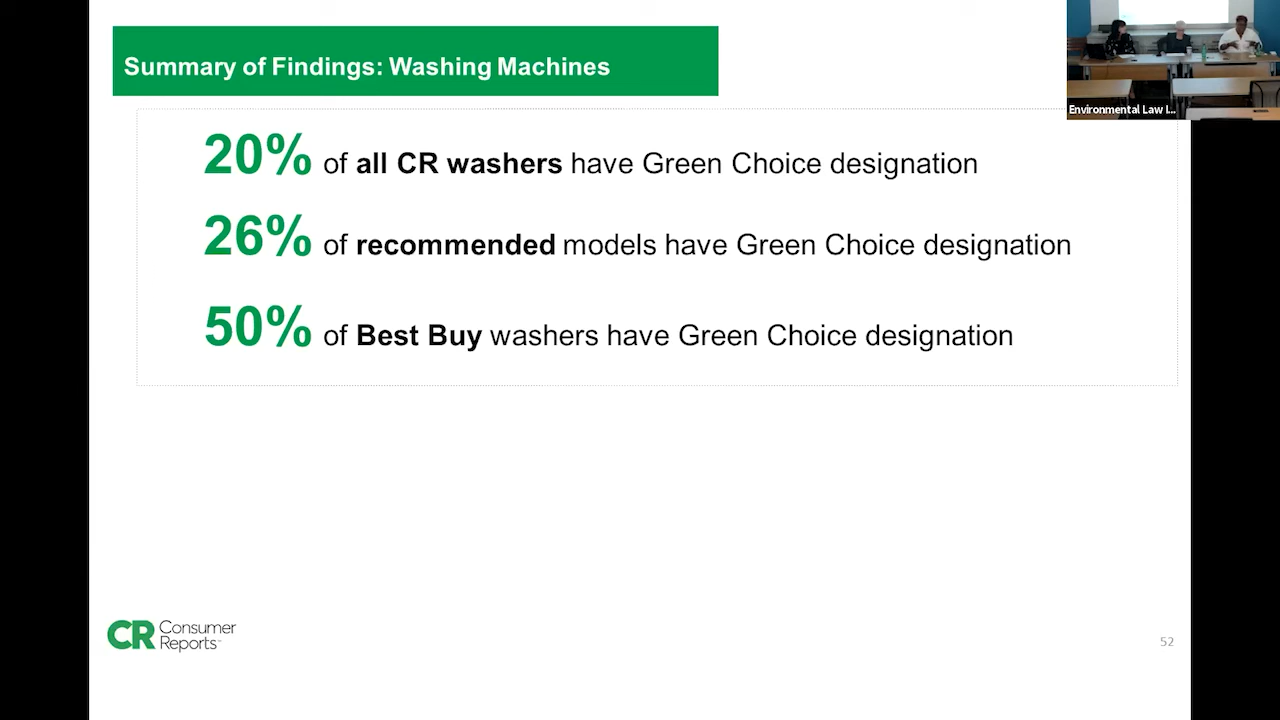 Summary of Findings: Washing Machines
Environmental Law I...
20% of all CR washers have Green Choice designation
26% of recommended models have Green Choice designation
50% of Best Buy washers have Green Choice designation
CR Consumer
Reports
52